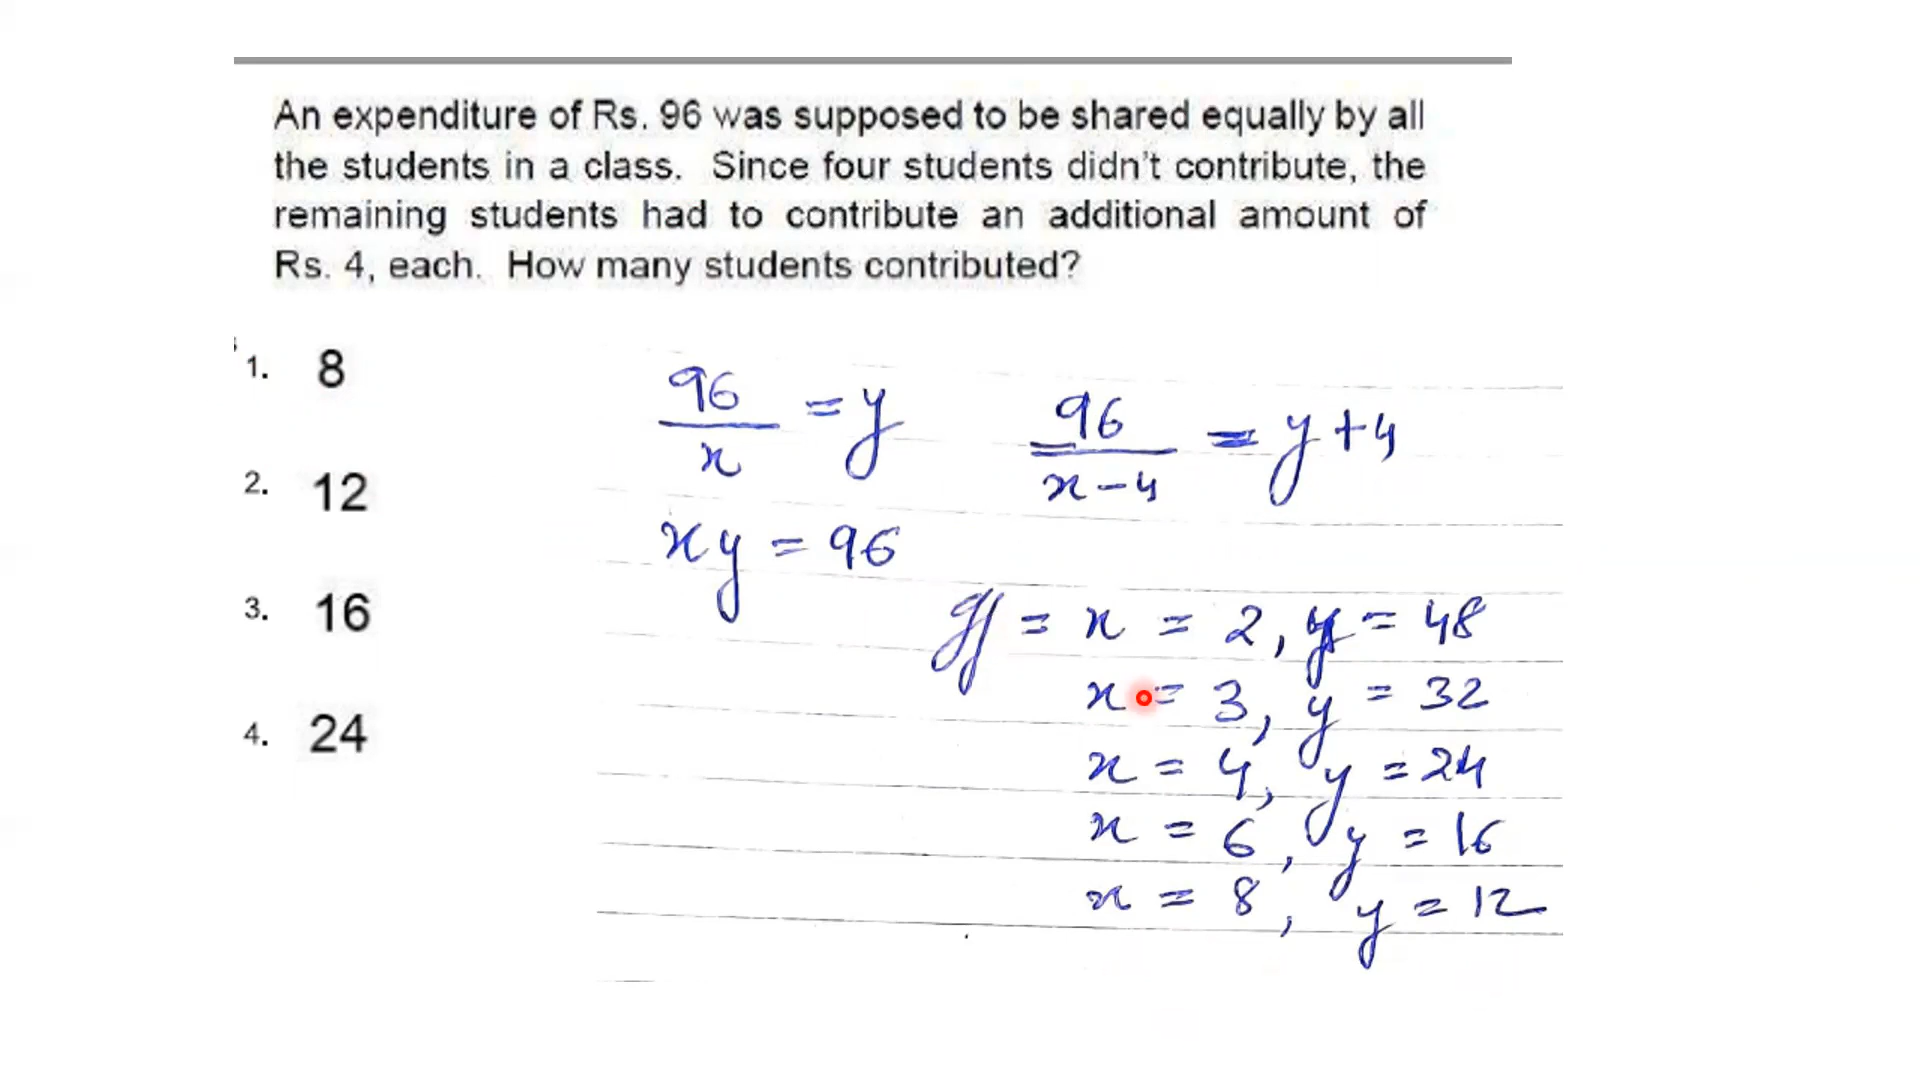 An expenditure of Rs. 96 was supposed to be shared equally by all
the students in a class. Since four students didn't contribute, the
remaining students had to contribute an additional amount of
Rs. 4, each. How many students contributed?
1. 8
2. 12
3. 16
4. 24
96/x = y
96/x-4 = y+4
xy = 96
If = x = 2, y = 48
x = 3, y = 32
x = 4, y = 24
x = 6, y = 16
x = 8, y = 12